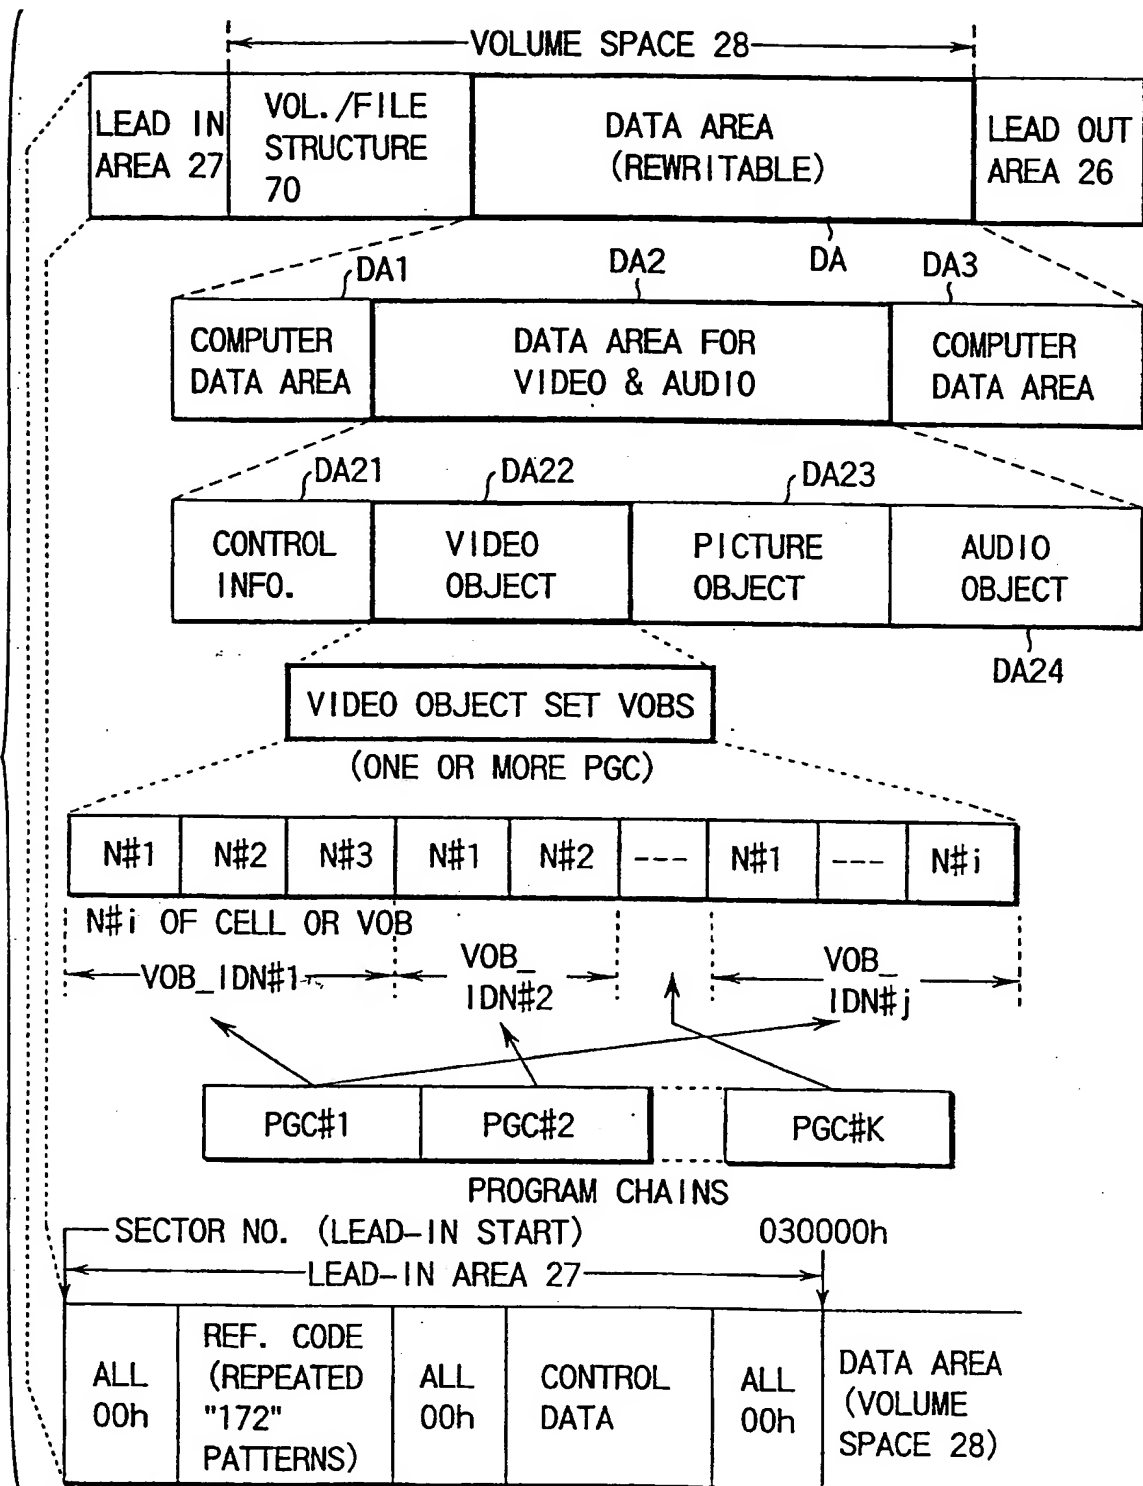 VOLUME SPACE 28
LEAD IN
AREA 27
VOL./FILE
STRUCTURE
70
DATA AREA
(REWRITABLE)
LEAD OUT
AREA 26
DA1
DA2
DA
DA3
COMPUTER
DATA AREA
DATA AREA FOR
VIDEO & AUDIO
COMPUTER
DATA AREA
DA21
DA22
DA23
CONTROL
INFO.
VIDEO
OBJECT
PICTURE
OBJECT
AUDIO
OBJECT
DA24
VIDEO OBJECT SET VOBS
(ONE OR MORE PGC)
N#1 N#2 N#3 N#1 N#2 --- N#1 --- N#i
N#i OF CELL OR VOB
VOB_IDN#1
VOB_
IDN#2
VOB_
IDN#j
PGC#1 PGC#2 PGC#K
PROGRAM CHAINS
SECTOR NO. (LEAD-IN START)
030000h
LEAD-IN AREA 27
ALL
00h
REF. CODE
(REPEATED
"172"
PATTERNS)
ALL
00h
CONTROL
DATA
ALL
00h
DATA AREA
(VOLUME
SPACE 28)